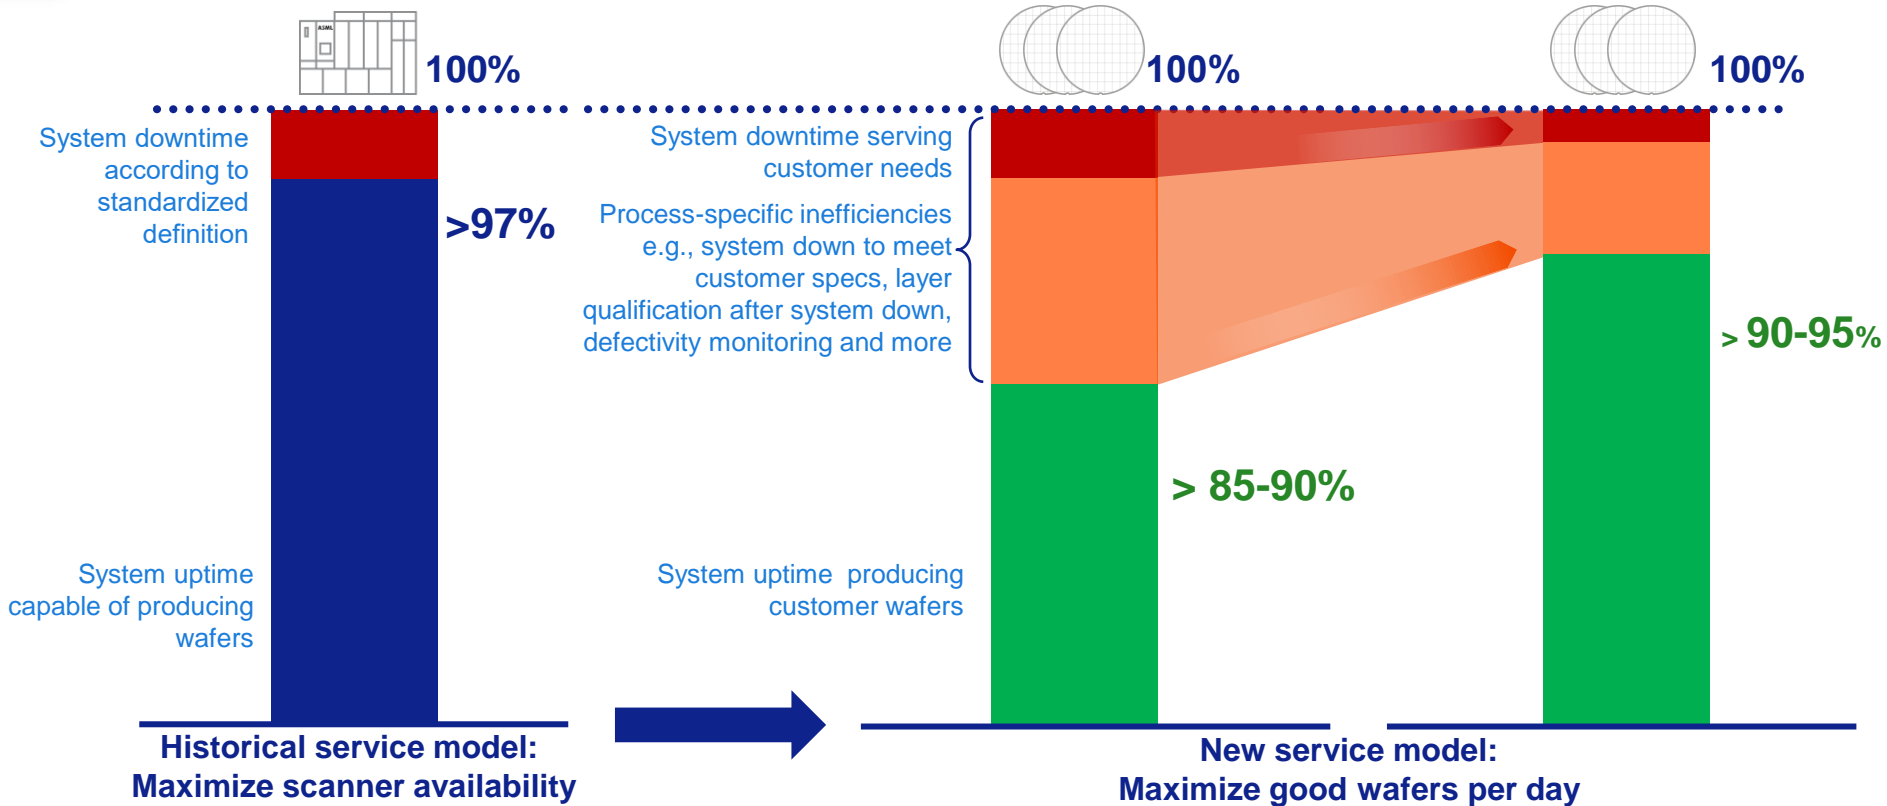 ASML
100%
System downtime
according to
standardized
definition
>97%
System uptime
capable of producing
wafers
Historical service model:
Maximize scanner availability
100%
System downtime serving
customer needs
Process-specific inefficiencies
e.g., system down to meet
customer specs, layer
qualification after system down,
defectivity monitoring and more
> 85-90%
System uptime producing
customer wafers
100%
> 90-95%
New service model:
Maximize good wafers per day